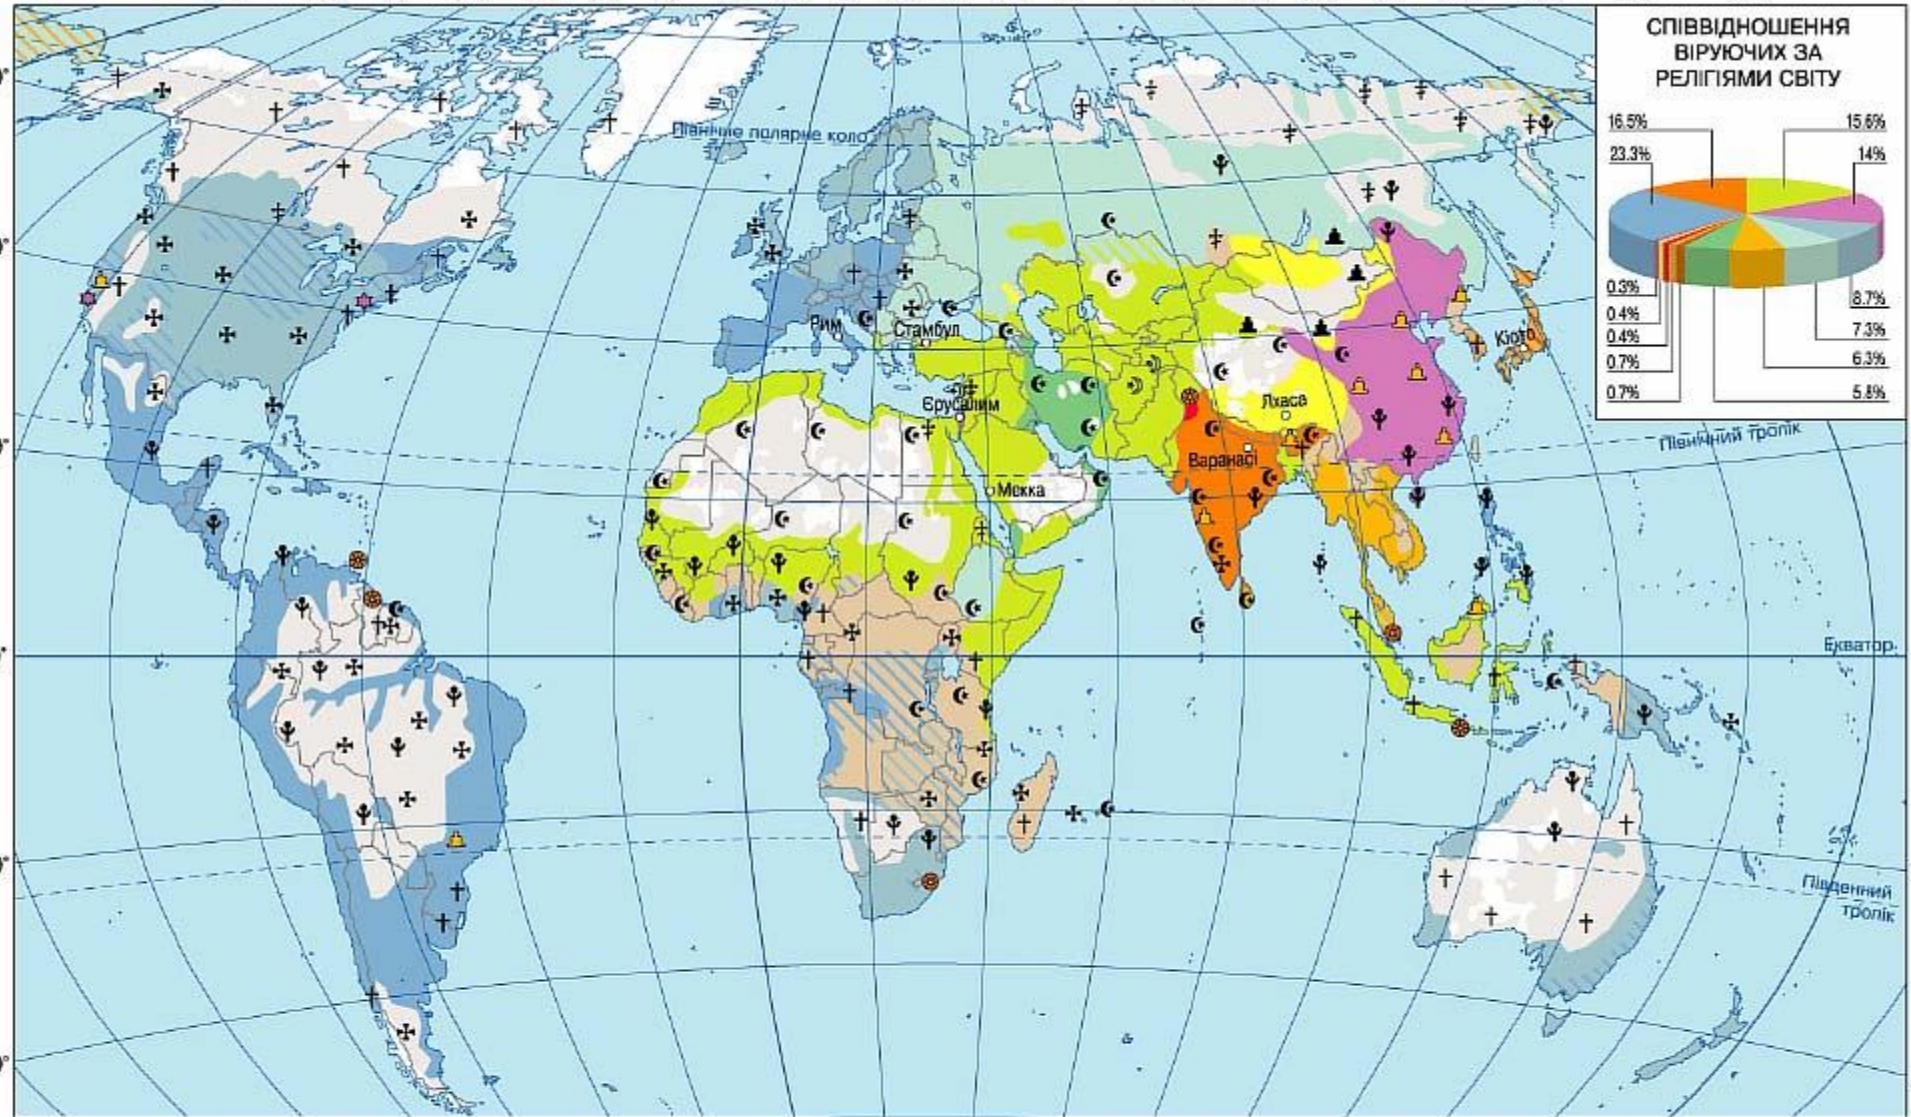 СПІВВІДНОШЕННЯ
ВІРУЮЧИХ ЗА
РЕЛІГІЯМИ СВІТУ
16.5%
15.6%
23.3%
14%
0.3%
8.7%
0.4%
7.3%
0.4%
6.3%
0.7%
5.8%
0.7%
Північне полярне коло
Рим
Стамбул
Кіото
Єрусалим
Лхаса
Північний тропік
Варанасі
Мекка
Екватор
Південний
тропік